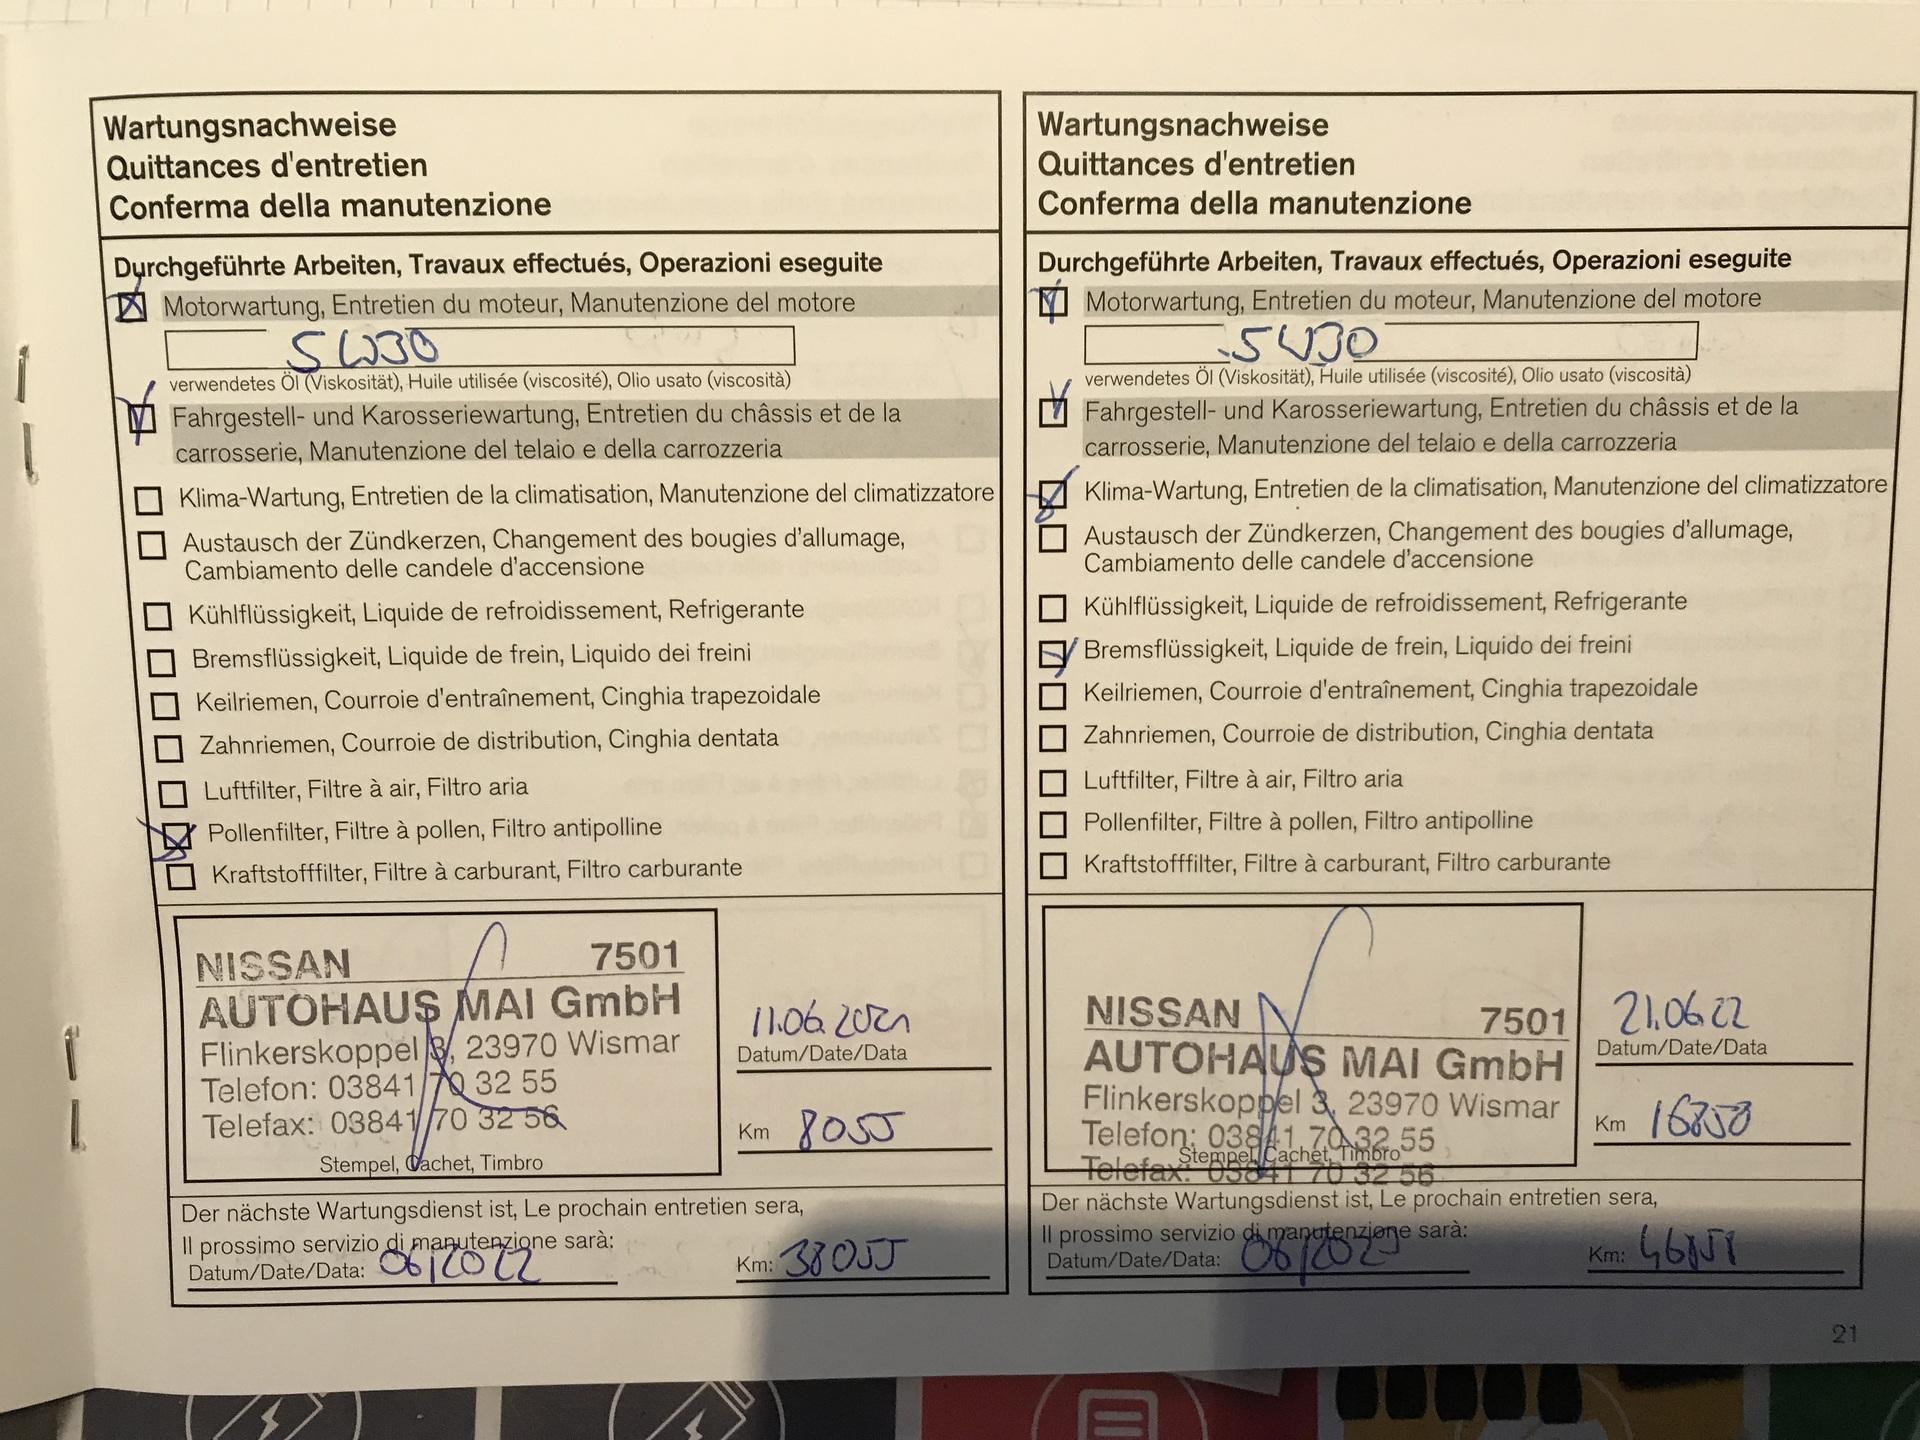 Wartungsnachweise
Quittances d'entretien
Conferma della manutenzione
Durchgeführte Arbeiten, Travaux effectués, Operazioni eseguite
Motorwartung, Entretien du moteur, Manutenzione del motore
5W30
verwendetes Öl (Viskosität), Huile utilisée (viscosité), Olio usato (viscosità)
Fahrgestell- und Karosseriewartung, Entretien du châssis et de la
carrosserie, Manutenzione del telaio e della carrozzeria
Klima-Wartung, Entretien de la climatisation, Manutenzione del climatizzatore
Austausch der Zündkerzen, Changement des bougies d'allumage,
Cambiamento delle candele d'accensione
Kühlflüssigkeit, Liquide de refroidissement, Refrigerante
Bremsflüssigkeit, Liquide de frein, Liquido dei freini
Keilriemen, Courroie d'entraînement, Cinghia trapezoidale
Zahnriemen, Courroie de distribution, Cinghia dentata
Luftfilter, Filtre à air, Filtro aria
Pollenfilter, Filtre à pollen, Filtro antipolline
Kraftstofffilter, Filtre à carburant, Filtro carburante
NISSAN 7501
AUTOHAUS MAI GmbH
Flinkerskoppel 3, 23970 Wismar
Telefon: 03841 70 32 55
Telefax: 03841 70 32 56
Stempel, Cachet, Timbro
11.06.2021
Datum/Date/Data
Km 8055
Der nächste Wartungsdienst ist, Le prochain entretien sera,
Il prossimo servizio di manutenzione sarà:
Datum/Date/Data: 06/2022 Km: 38055
Wartungsnachweise
Quittances d'entretien
Conferma della manutenzione
Durchgeführte Arbeiten, Travaux effectués, Operazioni eseguite
Motorwartung, Entretien du moteur, Manutenzione del motore
5W30
verwendetes Öl (Viskosität), Huile utilisée (viscosité), Olio usato (viscosità)
Fahrgestell- und Karosseriewartung, Entretien du châssis et de la
carrosserie, Manutenzione del telaio e della carrozzeria
Klima-Wartung, Entretien de la climatisation, Manutenzione del climatizzatore
Austausch der Zündkerzen, Changement des bougies d'allumage,
Cambiamento delle candele d'accensione
Kühlflüssigkeit, Liquide de refroidissement, Refrigerante
Bremsflüssigkeit, Liquide de frein, Liquido dei freini
Keilriemen, Courroie d'entraînement, Cinghia trapezoidale
Zahnriemen, Courroie de distribution, Cinghia dentata
Luftfilter, Filtre à air, Filtro aria
Pollenfilter, Filtre à pollen, Filtro antipolline
Kraftstofffilter, Filtre à carburant, Filtro carburante
NISSAN 7501
AUTOHAUS MAI GmbH
Flinkerskoppel 3, 23970 Wismar
Telefon: 03841 70 32 55
Stempel, Cachet, Timbro
Telefax: 03841 70 32 56
21.06.22
Datum/Date/Data
Km
Der nächste Wartungsdienst ist, Le prochain entretien sera,
Il prossimo servizio di manutenzione sarà:
Datum/Date/Data: 06/2023 Km:
21